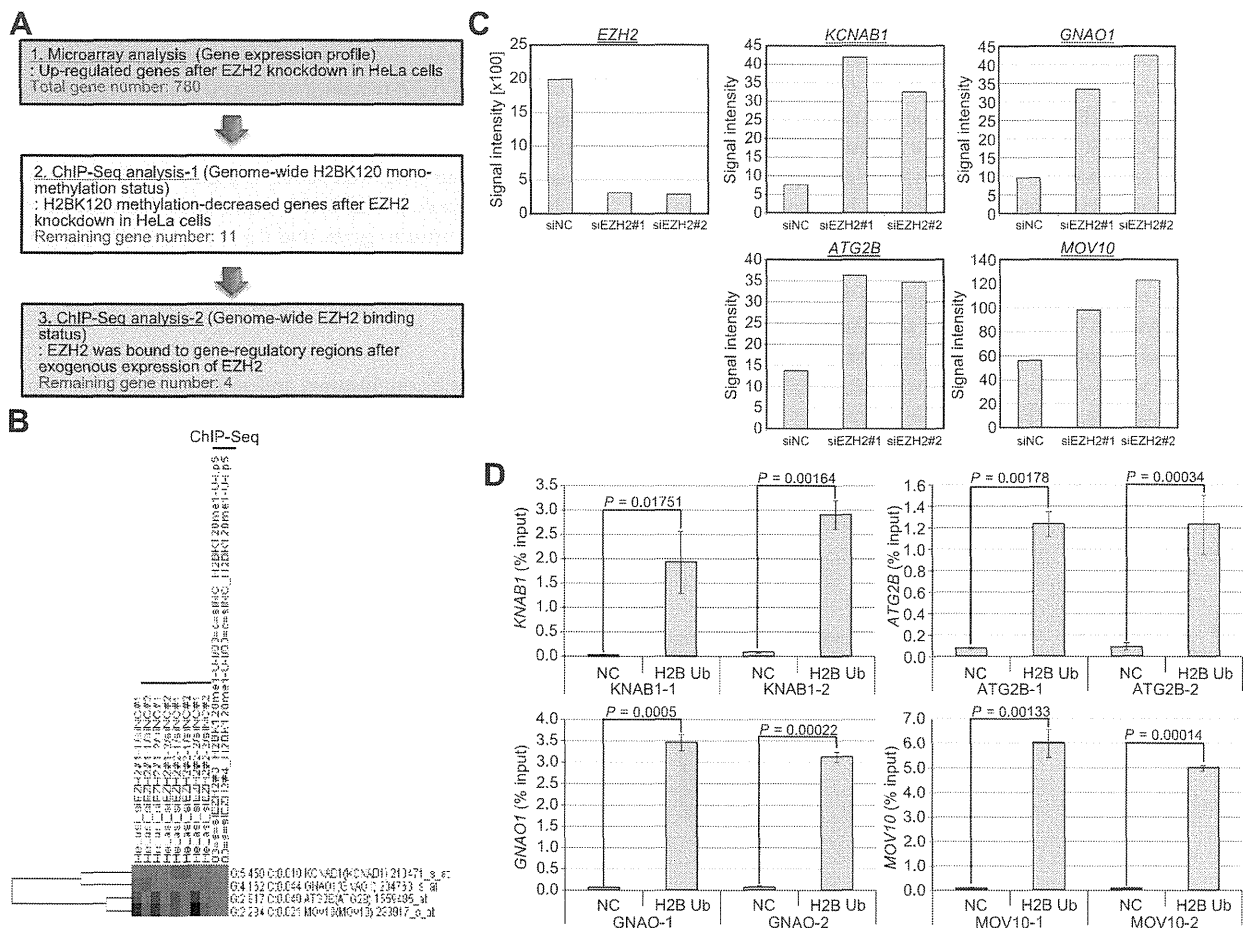 A
1. Microarray analysis (Gene expression profile)
: Up-regulated genes after EZH2 knockdown in HeLa cells
Total gene number: 780
2. ChIP-Seq analysis-1 (Genome-wide H2BK120 mono-
methylation status)
: H2BK120 methylation-decreased genes after EZH2
knockdown in HeLa cells
Remaining gene number: 11
3. ChIP-Seq analysis-2 (Genome-wide EZH2 binding
status)
: EZH2 was bound to gene-regulatory regions after
exogenous expression of EZH2
Remaining gene number: 4
B
ChIP-Seq
C
EZH2
Signal intensity [x100]
25
20
15
10
5
0
siNC siEZH2#1 siEZH2#2
KCNAB1
Signal intensity
45
40
35
30
25
20
15
10
5
0
siNC siEZH2#1 siEZH2#2
GNAO1
Signal intensity
45
40
35
30
25
20
15
10
5
0
siNC siEZH2#1 siEZH2#2
ATG2B
Signal intensity
40
35
30
25
20
15
10
5
0
siNC siEZH2#1 siEZH2#2
MOV10
Signal intensity
140
120
100
80
60
40
20
0
siNC siEZH2#1 siEZH2#2
D
KNAB1 (% input)
3.5
3.0
2.5
2.0
1.5
1.0
0.5
0.0
P = 0.01751
P = 0.00164
NC H2B Ub NC H2B Ub
KNAB1-1 KNAB1-2
ATG2B (% input)
1.6
1.4
1.2
1.0
0.8
0.6
0.4
0.2
0.0
P = 0.00178
P = 0.00034
NC H2B Ub NC H2B Ub
ATG2B-1 ATG2B-2
GNAO1 (% input)
4.0
3.5
3.0
2.5
2.0
1.5
1.0
0.5
0.0
P = 0.0005
P = 0.00022
NC H2B Ub NC H2B Ub
GNAO-1 GNAO-2
MOV10 (% input)
7.0
6.0
5.0
4.0
3.0
2.0
1.0
0.0
P = 0.00133
P = 0.00014
NC H2B Ub NC H2B Ub
MOV10-1 MOV10-2